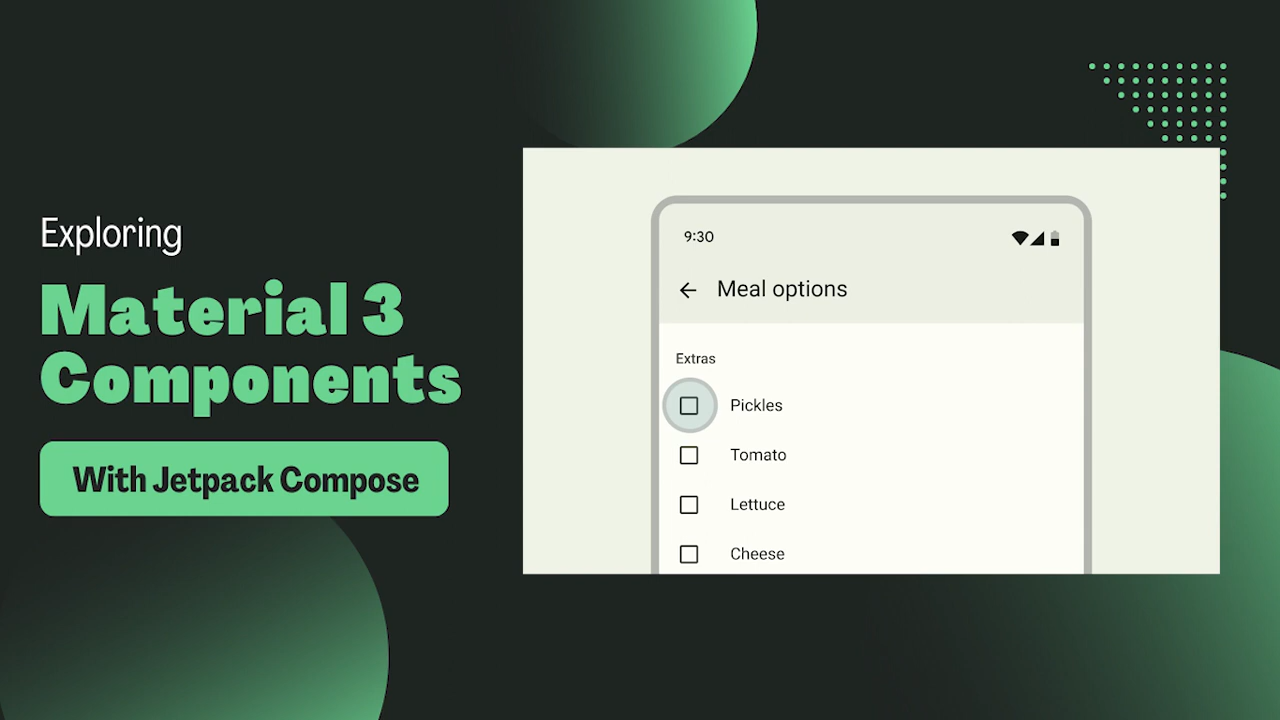 Exploring
Material 3
Components
With Jetpack Compose
9:30
Meal options
Extras
Pickles
Tomato
Lettuce
Cheese